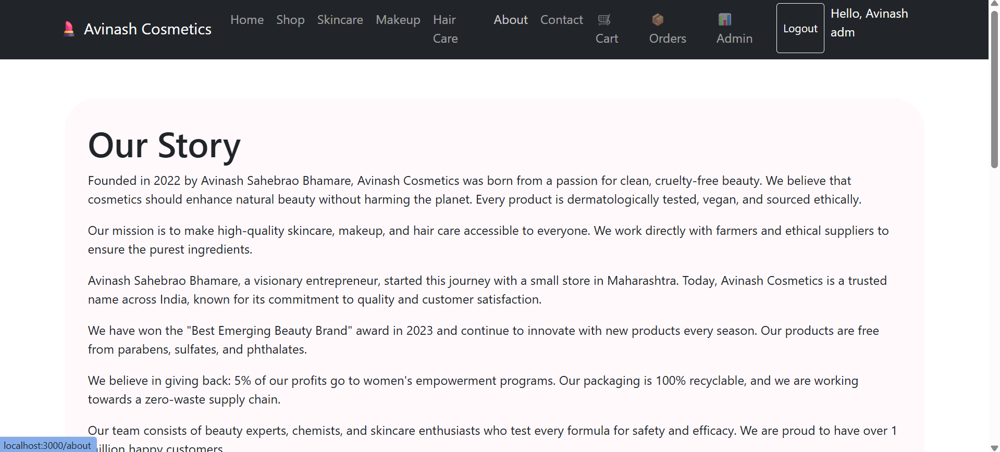 Avinash Cosmetics
Home
Shop
Skincare
Makeup
Hair
Care
About
Contact
Cart
Orders
Admin
Logout
Hello, Avinash
adm
Our Story
Founded in 2022 by Avinash Sahebrao Bhamare, Avinash Cosmetics was born from a passion for clean, cruelty-free beauty. We believe that
cosmetics should enhance natural beauty without harming the planet. Every product is dermatologically tested, vegan, and sourced ethically.
Our mission is to make high-quality skincare, makeup, and hair care accessible to everyone. We work directly with farmers and ethical suppliers to
ensure the purest ingredients.
Avinash Sahebrao Bhamare, a visionary entrepreneur, started this journey with a small store in Maharashtra. Today, Avinash Cosmetics is a trusted
name across India, known for its commitment to quality and customer satisfaction.
We have won the "Best Emerging Beauty Brand" award in 2023 and continue to innovate with new products every season. Our products are free
from parabens, sulfates, and phthalates.
We believe in giving back: 5% of our profits go to women's empowerment programs. Our packaging is 100% recyclable, and we are working
towards a zero-waste supply chain.
Our team consists of beauty experts, chemists, and skincare enthusiasts who test every formula for safety and efficacy. We are proud to have over 1
happy customers.
localhost:3000/about